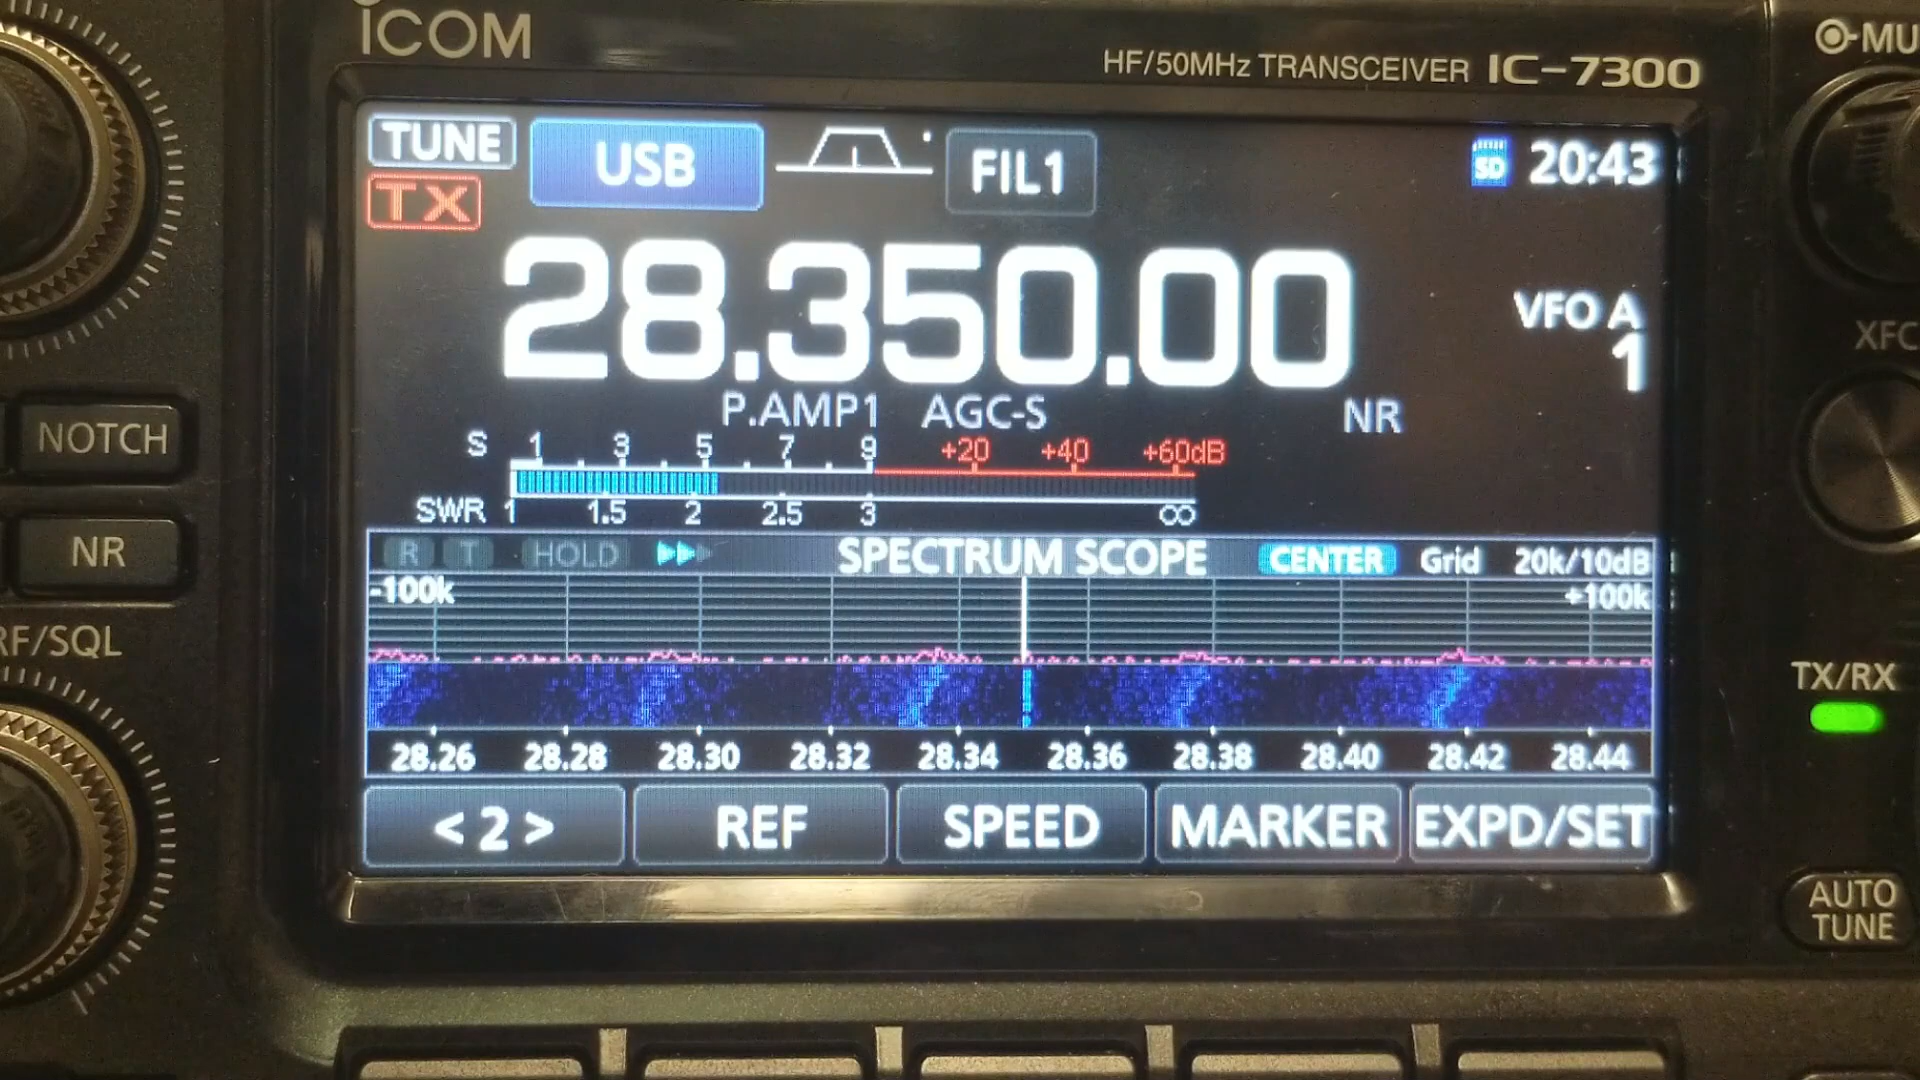 ICOM
HF/50MHz TRANSCEIVER IC-7300
TUNE USB FIL1 SD 20:43
TX
28.350.00
VFO A
1
P.AMP1 AGC-S NR
S 1 3 5 7 9 +20 +40 +60dB
SWR 1 1.5 2 2.5 3 ∞
R T HOLD SPECTRUM SCOPE CENTER Grid 20k/10dB
-100k +100k
28.26 28.28 28.30 28.32 28.34 28.36 28.38 28.40 28.42 28.44
<2> REF SPEED MARKER EXPD/SET
NOTCH
NR
RF/SQL
MU
XFC
TX/RX
AUTO
TUNE